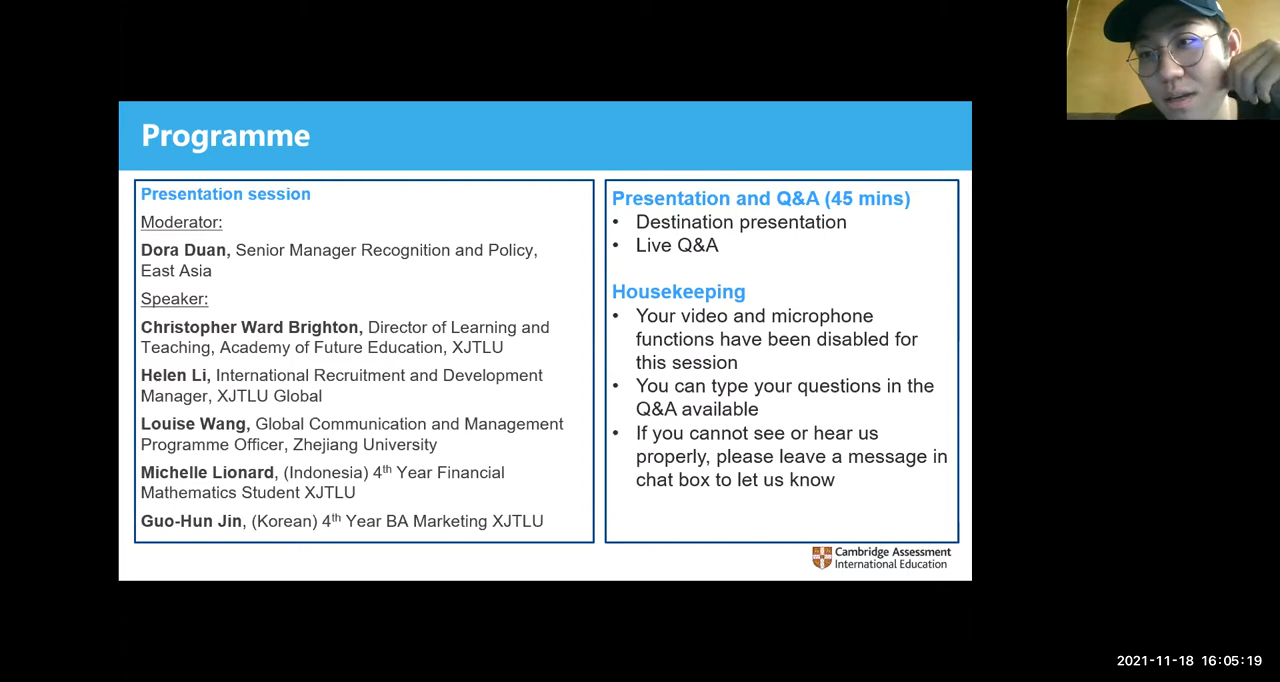 Programme
Presentation session
Moderator:
Dora Duan, Senior Manager Recognition and Policy,
East Asia
Speaker:
Christopher Ward Brighton, Director of Learning and
Teaching, Academy of Future Education, XJTLU
Helen Li, International Recruitment and Development
Manager, XJTLU Global
Louise Wang, Global Communication and Management
Programme Officer, Zhejiang University
Michelle Lionard, (Indonesia) 4th Year Financial
Mathematics Student XJTLU
Guo-Hun Jin, (Korean) 4th Year BA Marketing XJTLU
Presentation and Q&A (45 mins)
• Destination presentation
• Live Q&A
Housekeeping
• Your video and microphone
functions have been disabled for
this session
• You can type your questions in the
Q&A available
• If you cannot see or hear us
properly, please leave a message in
chat box to let us know
Cambridge Assessment
International Education
2021-11-18 16:05:19